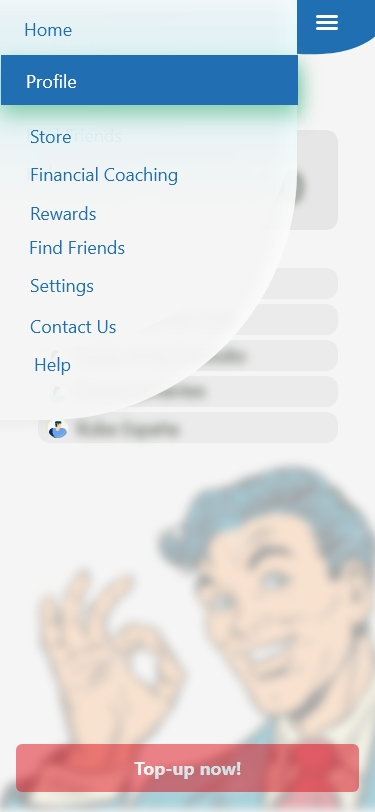 Home
Profile
Store
Financial Coaching
Rewards
Find Friends
Settings
Contact Us
Help
Top-up now!